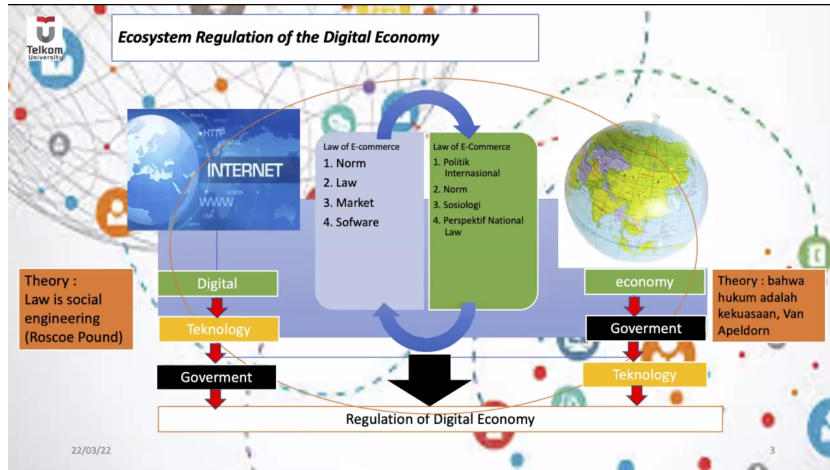 Telkom
University
Ecosystem Regulation of the Digital Economy
HTTP
INTERNET
WWW
Law of E-commerce
1. Norm
2. Law
3. Market
4. Sofware
Law of E-Commerce
1. Politik
Internasional
2. Norm
3. Sosiologi
4. Perspektif National
Law
Theory :
Law is social
engineering
(Roscoe Pound)
Digital
Teknology
Goverment
economy
Goverment
Teknology
Theory : bahwa
hukum adalah
kekuasaan, Van
Apeldorn
Regulation of Digital Economy
22/03/22
3